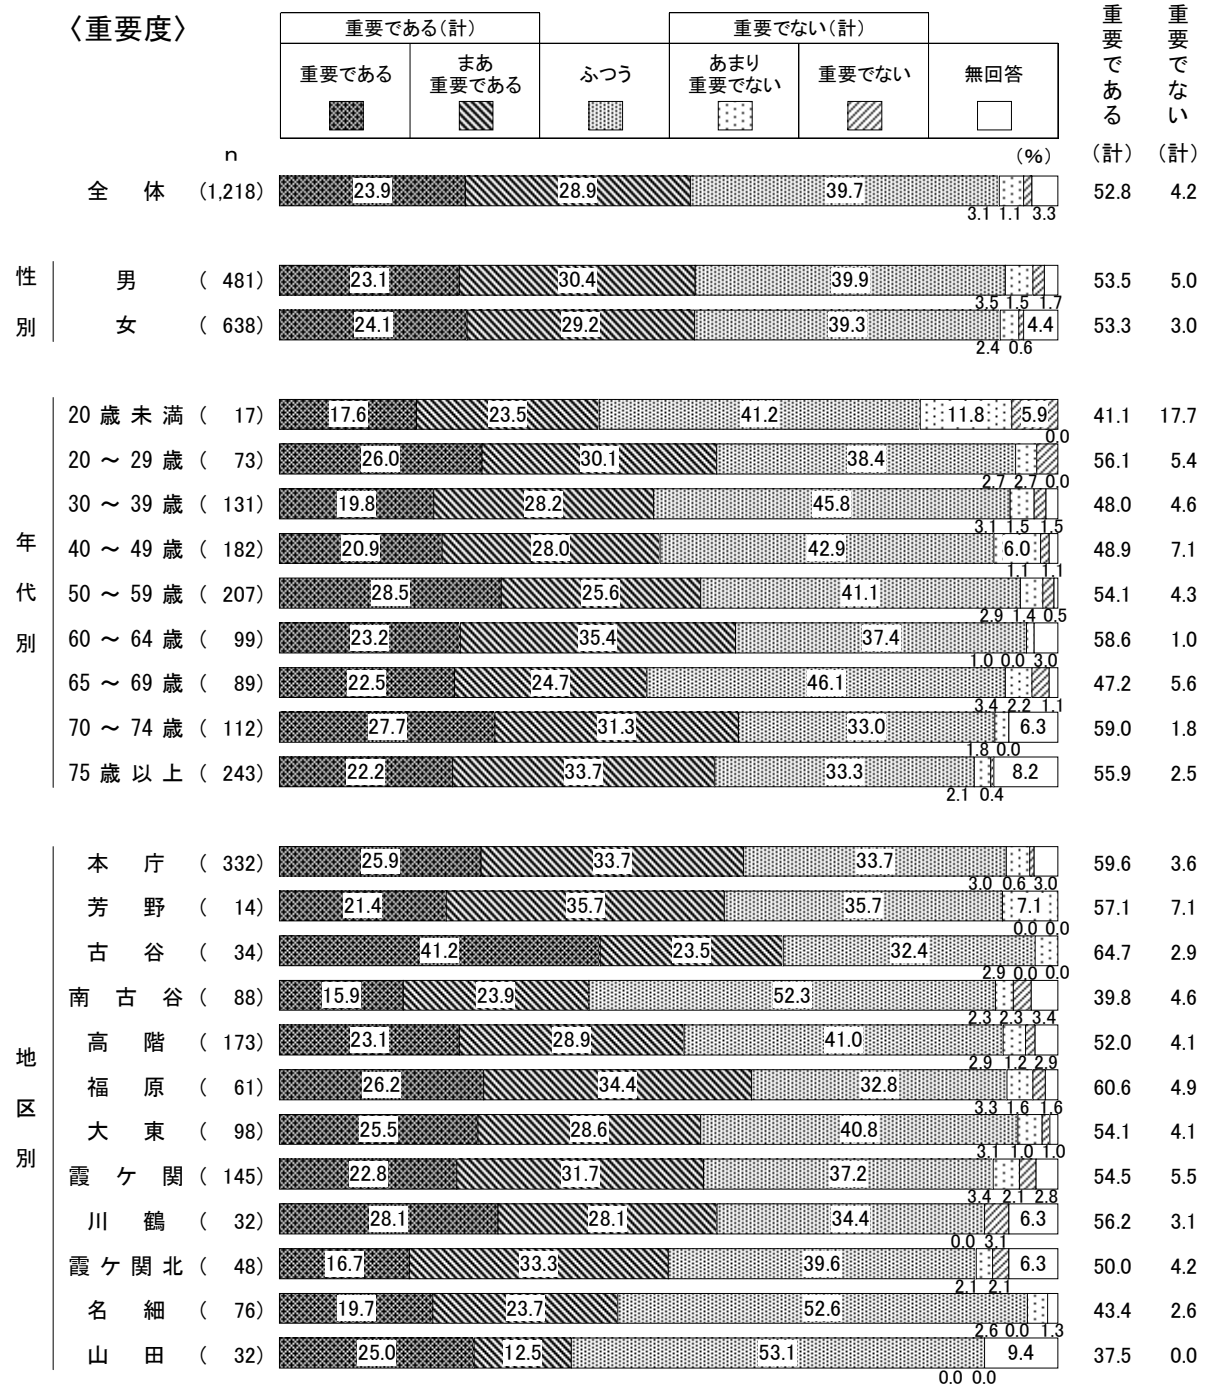 〈重要度〉
重要である(計)
重要でない(計)
重要である
まあ
重要である
ふつう
あまり
重要でない
重要でない
無回答
重要である
(計)
重要でない
(計)
n
(%)
全体 (1,218) 23.9 28.9 39.7 3.1 1.1 3.3 52.8 4.2
性別
男 ( 481) 23.1 30.4 39.9 3.5 1.5 1.7 53.5 5.0
女 ( 638) 24.1 29.2 39.3 2.4 0.6 4.4 53.3 3.0
年代別
20歳未満 ( 17) 17.6 23.5 41.2 11.8 5.9 0.0 41.1 17.7
20～29歳 ( 73) 26.0 30.1 38.4 2.7 2.7 0.0 56.1 5.4
30～39歳 ( 131) 19.8 28.2 45.8 3.1 1.5 1.5 48.0 4.6
40～49歳 ( 182) 20.9 28.0 42.9 6.0 1.1 1.1 48.9 7.1
50～59歳 ( 207) 28.5 25.6 41.1 2.9 1.4 0.5 54.1 4.3
60～64歳 ( 99) 23.2 35.4 37.4 1.0 0.0 3.0 58.6 1.0
65～69歳 ( 89) 22.5 24.7 46.1 3.4 2.2 1.1 47.2 5.6
70～74歳 ( 112) 27.7 31.3 33.0 1.8 0.0 6.3 59.0 1.8
75歳以上 ( 243) 22.2 33.7 33.3 2.1 0.4 8.2 55.9 2.5
地区別
本庁 ( 332) 25.9 33.7 33.7 3.0 0.6 3.0 59.6 3.6
芳野 ( 14) 21.4 35.7 35.7 7.1 0.0 0.0 57.1 7.1
古谷 ( 34) 41.2 23.5 32.4 2.9 0.0 0.0 64.7 2.9
南古谷 ( 88) 15.9 23.9 52.3 2.3 2.3 3.4 39.8 4.6
高階 ( 173) 23.1 28.9 41.0 2.9 1.2 2.9 52.0 4.1
福原 ( 61) 26.2 34.4 32.8 3.3 1.6 1.6 60.6 4.9
大東 ( 98) 25.5 28.6 40.8 3.1 1.0 1.0 54.1 4.1
霞ケ関 ( 145) 22.8 31.7 37.2 3.4 2.1 2.8 54.5 5.5
川鶴 ( 32) 28.1 28.1 34.4 0.0 3.1 6.3 56.2 3.1
霞ケ関北 ( 48) 16.7 33.3 39.6 2.1 2.1 6.3 50.0 4.2
名細 ( 76) 19.7 23.7 52.6 2.6 0.0 1.3 43.4 2.6
山田 ( 32) 25.0 12.5 53.1 0.0 0.0 9.4 37.5 0.0